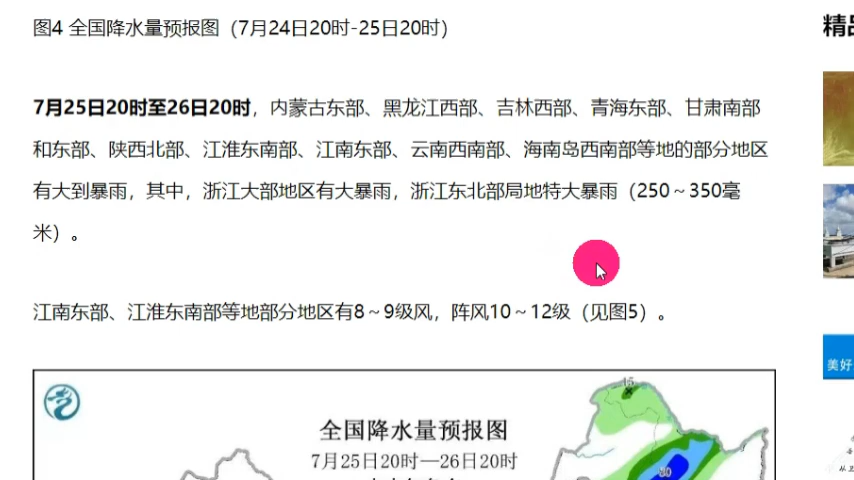 图4 全国降水量预报图（7月24日20时-25日20时）
精品
7月25日20时至26日20时，内蒙古东部、黑龙江西部、吉林西部、青海东部、甘肃南部
和东部、陕西北部、江淮东南部、江南东部、云南西南部、海南岛西南部等地的部分地区
有大到暴雨，其中，浙江大部地区有大暴雨，浙江东北部局地特大暴雨（250～350毫
米）。
江南东部、江淮东南部等地部分地区有8～9级风，阵风10～12级（见图5）。
美好
全国降水量预报图
7月25日20时—26日20时
15
30